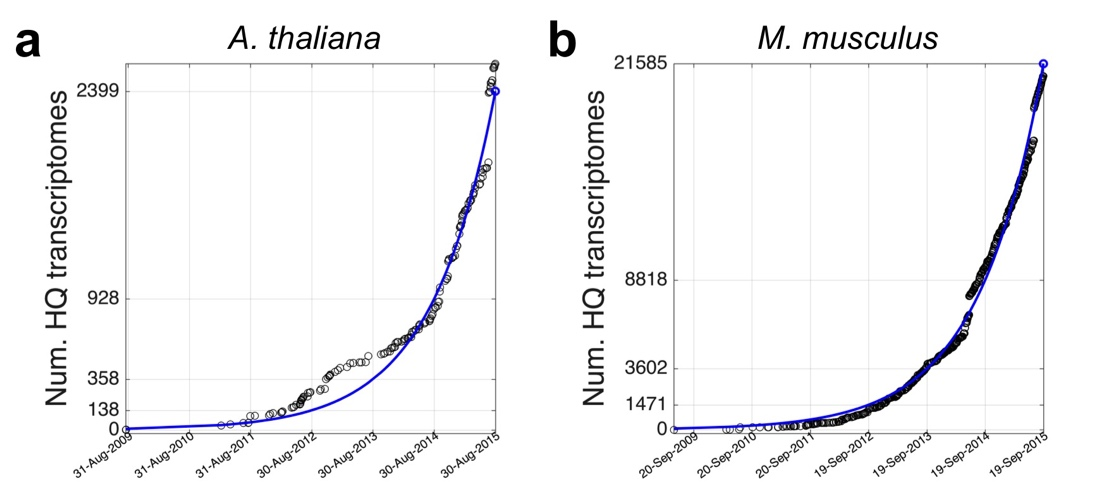 a
A. thaliana
Num. HQ transcriptomes
2399
928
358
138
0
31-Aug-2009
31-Aug-2010
31-Aug-2011
30-Aug-2012
30-Aug-2013
30-Aug-2014
30-Aug-2015
b
M. musculus
Num. HQ transcriptomes
21585
8818
3602
1471
0
20-Sep-2009
20-Sep-2010
20-Sep-2011
19-Sep-2012
19-Sep-2013
19-Sep-2014
19-Sep-2015